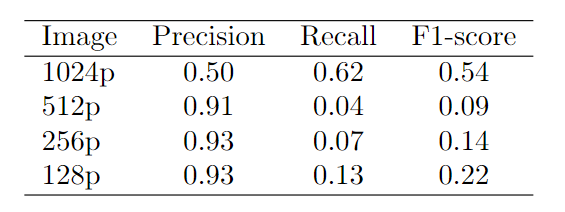 Image Precision Recall F1-score
1024p 0.50 0.62 0.54
512p 0.91 0.04 0.09
256p 0.93 0.07 0.14
128p 0.93 0.13 0.22